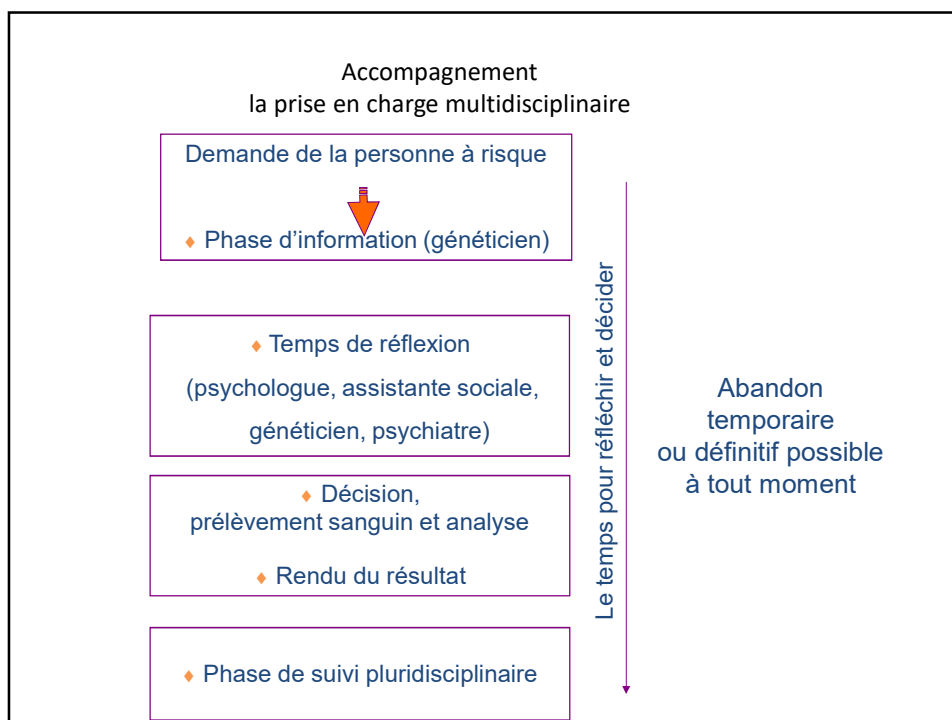 Accompagnement
la prise en charge multidisciplinaire
Demande de la personne à risque
♦ Phase d’information (généticien)
♦ Temps de réflexion
(psychologue, assistante sociale,
généticien, psychiatre)
♦ Décision,
prélèvement sanguin et analyse
♦ Rendu du résultat
♦ Phase de suivi pluridisciplinaire
Le temps pour réfléchir et décider
Abandon
temporaire
ou définitif possible
à tout moment